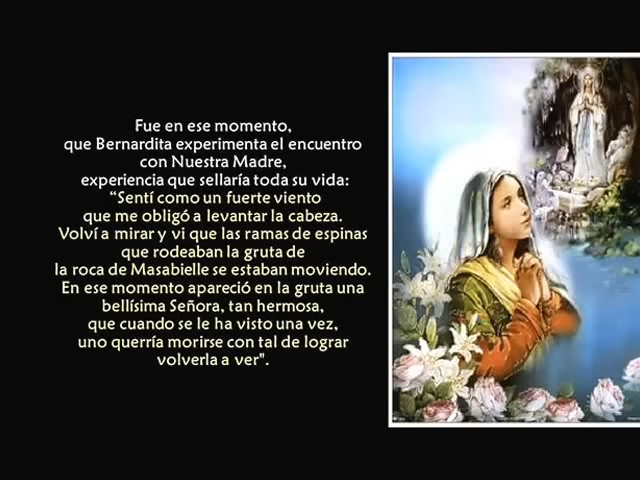 Fue en ese momento,
que Bernardita experimenta el encuentro
con Nuestra Madre,
experiencia que sellaría toda su vida:
“Sentí como un fuerte viento
que me obligó a levantar la cabeza.
Volví a mirar y vi que las ramas de espinas
que rodeaban la gruta de
la roca de Masabielle se estaban moviendo.
En ese momento apareció en la gruta una
bellísima Señora, tan hermosa,
que cuando se le ha visto una vez,
uno querría morirse con tal de lograr
volverla a ver".